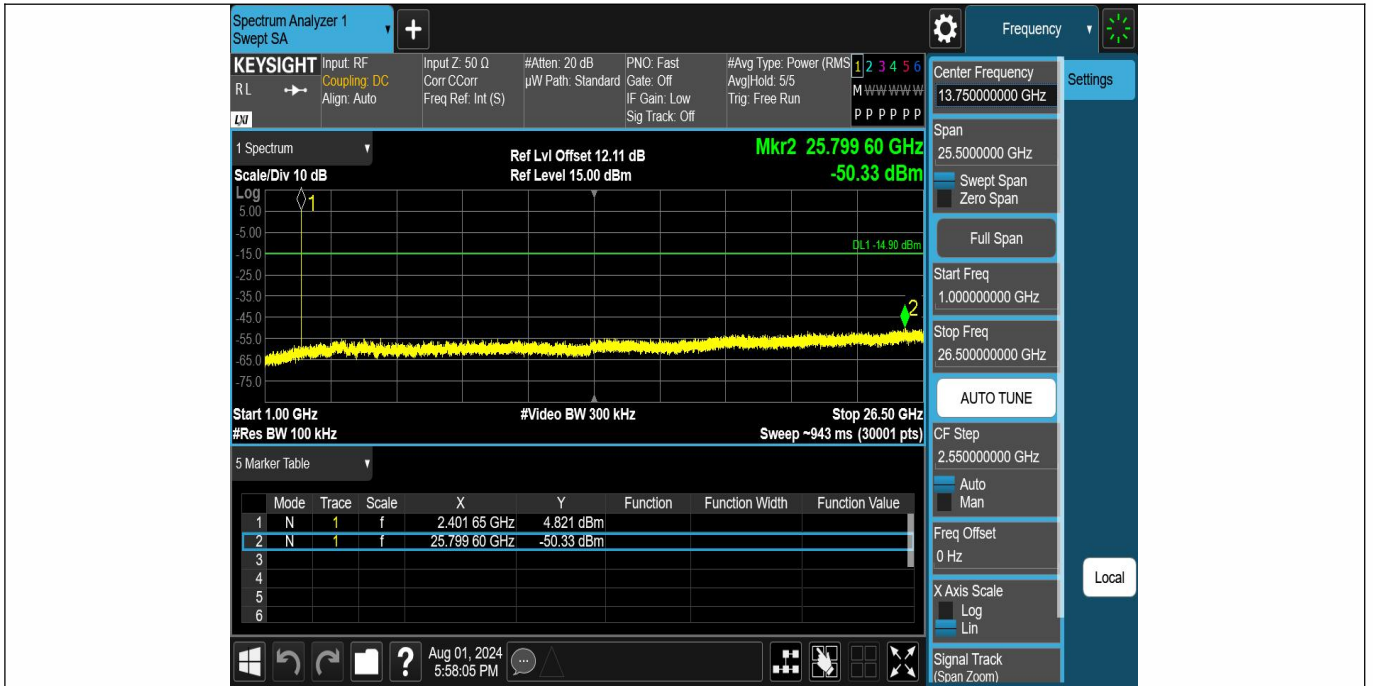 Spectrum Analyzer 1
Swept SA
+
Frequency
KEYSIGHT
RL
LXI
Input: RF
Coupling: DC
Align: Auto
Input Z: 50 Ω
Corr CCorr
Freq Ref: Int (S)
#Atten: 20 dB
µW Path: Standard
PNO: Fast
Gate: Off
IF Gain: Low
Sig Track: Off
#Avg Type: Power (RMS
Avg|Hold: 5/5
Trig: Free Run
1 2 3 4 5 6
M W W W W W
P P P P P P
1 Spectrum
Scale/Div 10 dB
Ref Lvl Offset 12.11 dB
Ref Level 15.00 dBm
Mkr2 25.799 60 GHz
-50.33 dBm
Log
1
5.00
-5.00
-15.0
DL1 -14.90 dBm
-25.0
-35.0
-45.0
2
-55.0
-65.0
-75.0
Start 1.00 GHz
#Res BW 100 kHz
#Video BW 300 kHz
Stop 26.50 GHz
Sweep ~943 ms (30001 pts)
5 Marker Table
Mode Trace Scale X Y Function Function Width Function Value
1 N 1 f 2.401 65 GHz 4.821 dBm
2 N 1 f 25.799 60 GHz -50.33 dBm
3
4
5
6
?
Aug 01, 2024
5:58:05 PM
Center Frequency
13.750000000 GHz
Settings
Span
25.5000000 GHz
Swept Span
Zero Span
Full Span
Start Freq
1.000000000 GHz
Stop Freq
26.500000000 GHz
AUTO TUNE
CF Step
2.550000000 GHz
Auto
Man
Freq Offset
0 Hz
Local
X Axis Scale
Log
Lin
Signal Track
(Span Zoom)